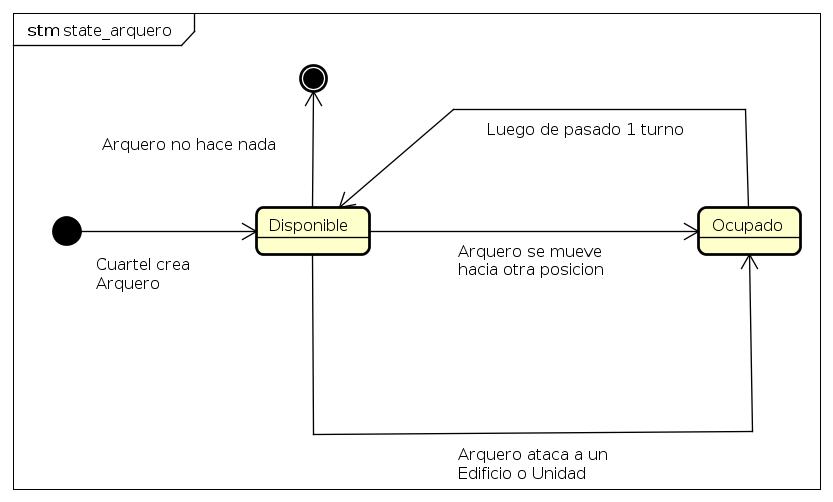 stm state_arquero
Arquero no hace nada
Luego de pasado 1 turno
Disponible
Ocupado
Cuartel crea
Arquero
Arquero se mueve
hacia otra posicion
Arquero ataca a un
Edificio o Unidad